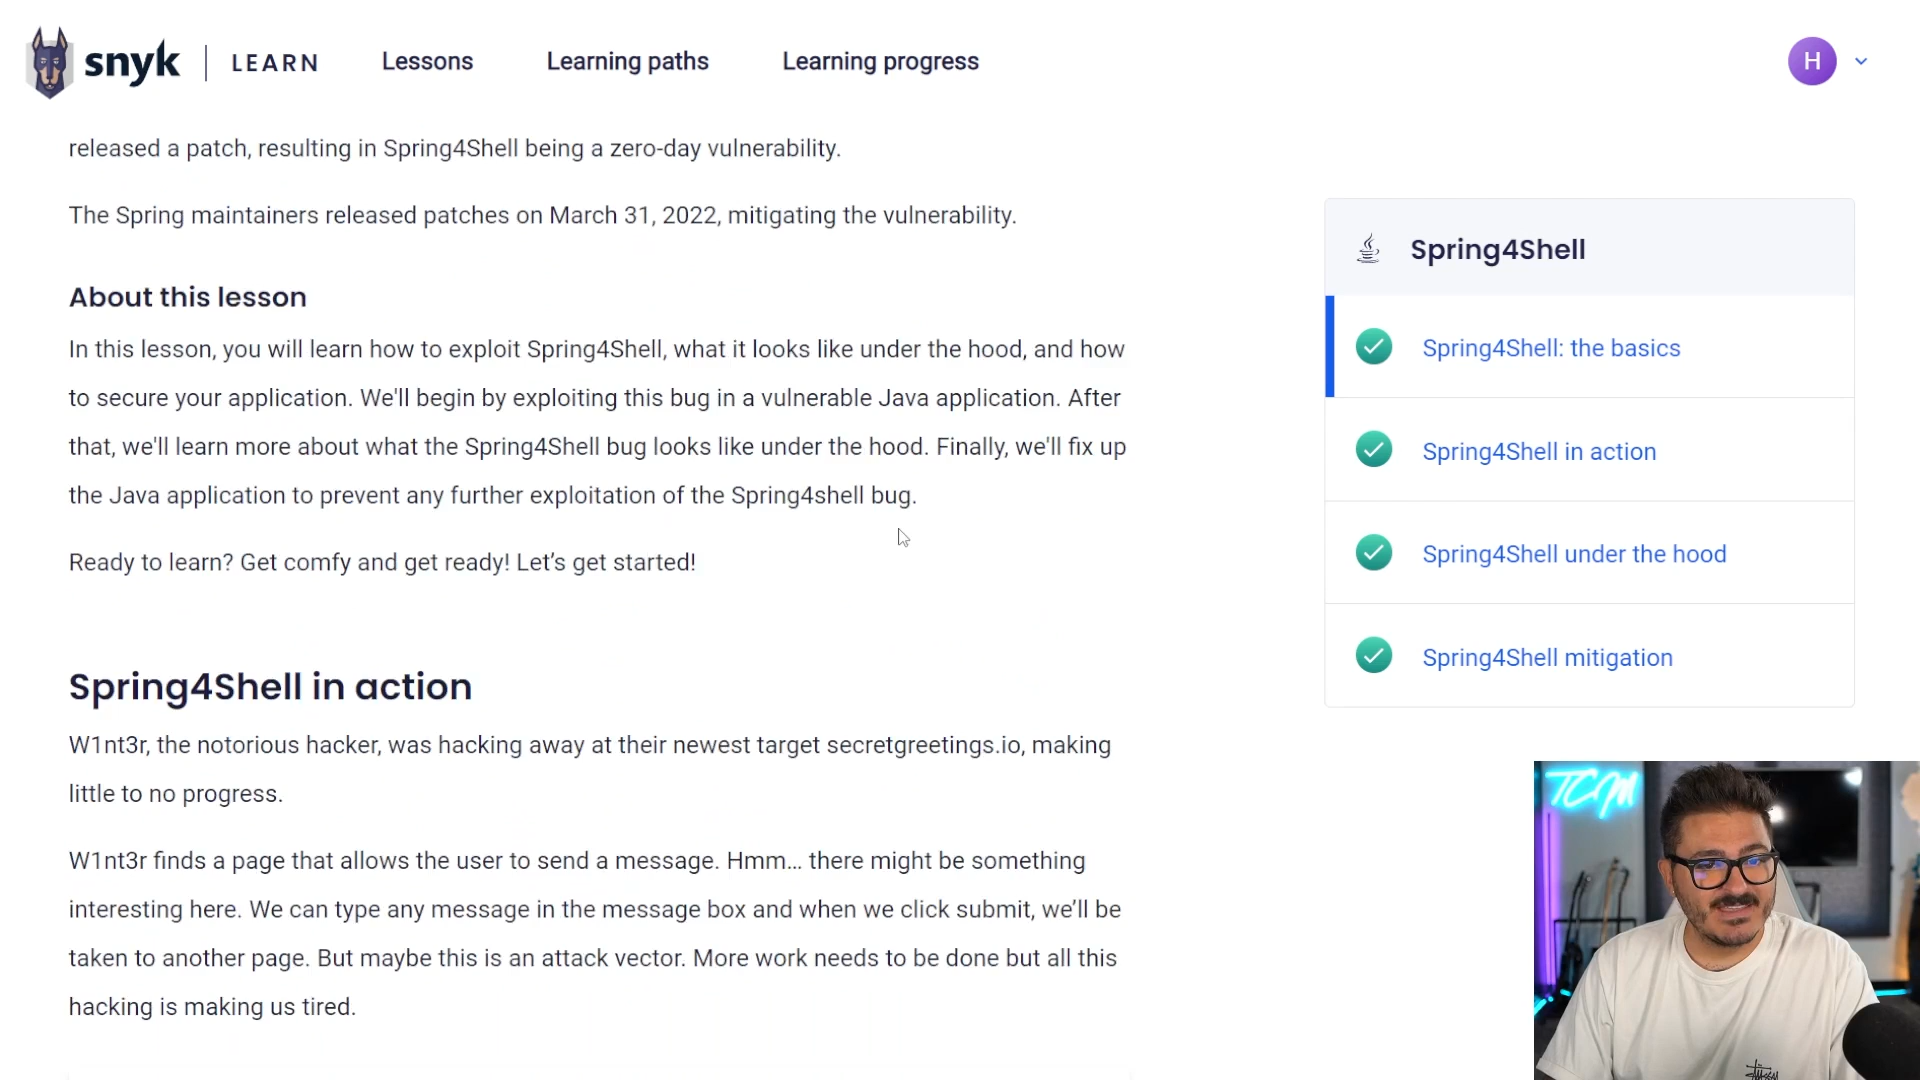 snyk LEARN Lessons Learning paths Learning progress H
released a patch, resulting in Spring4Shell being a zero-day vulnerability.
The Spring maintainers released patches on March 31, 2022, mitigating the vulnerability.
About this lesson
In this lesson, you will learn how to exploit Spring4Shell, what it looks like under the hood, and how
to secure your application. We'll begin by exploiting this bug in a vulnerable Java application. After
that, we'll learn more about what the Spring4Shell bug looks like under the hood. Finally, we'll fix up
the Java application to prevent any further exploitation of the Spring4shell bug.
Ready to learn? Get comfy and get ready! Let’s get started!
Spring4Shell in action
W1nt3r, the notorious hacker, was hacking away at their newest target secretgreetings.io, making
little to no progress.
W1nt3r finds a page that allows the user to send a message. Hmm... there might be something
interesting here. We can type any message in the message box and when we click submit, we’ll be
taken to another page. But maybe this is an attack vector. More work needs to be done but all this
hacking is making us tired.
Spring4Shell
Spring4Shell: the basics
Spring4Shell in action
Spring4Shell under the hood
Spring4Shell mitigation
TCM